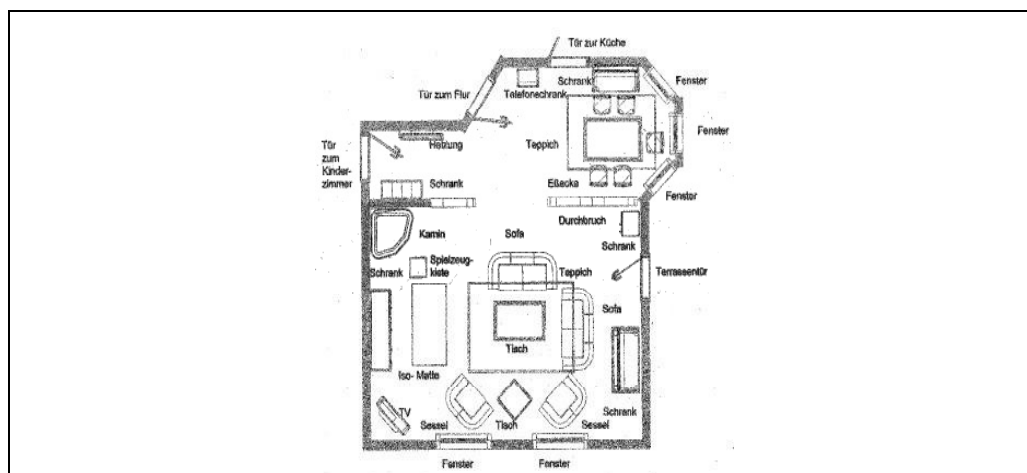 Tür zur Küche
Schrank
Fenster
Tür zum Flur
Telefonschrank
Fenster
Tür
zum
Kinder-
zimmer
Heizung
Teppich
Schrank
Eßecke
Fenster
Durchbruch
Kamin
Sofa
Schrank
Schrank
Spielzeug-
kiste
Teppich
Terrassentür
Sofa
Tisch
Iso- Matte
TV
Sessel
Tisch
Sessel
Schrank
Fenster
Fenster